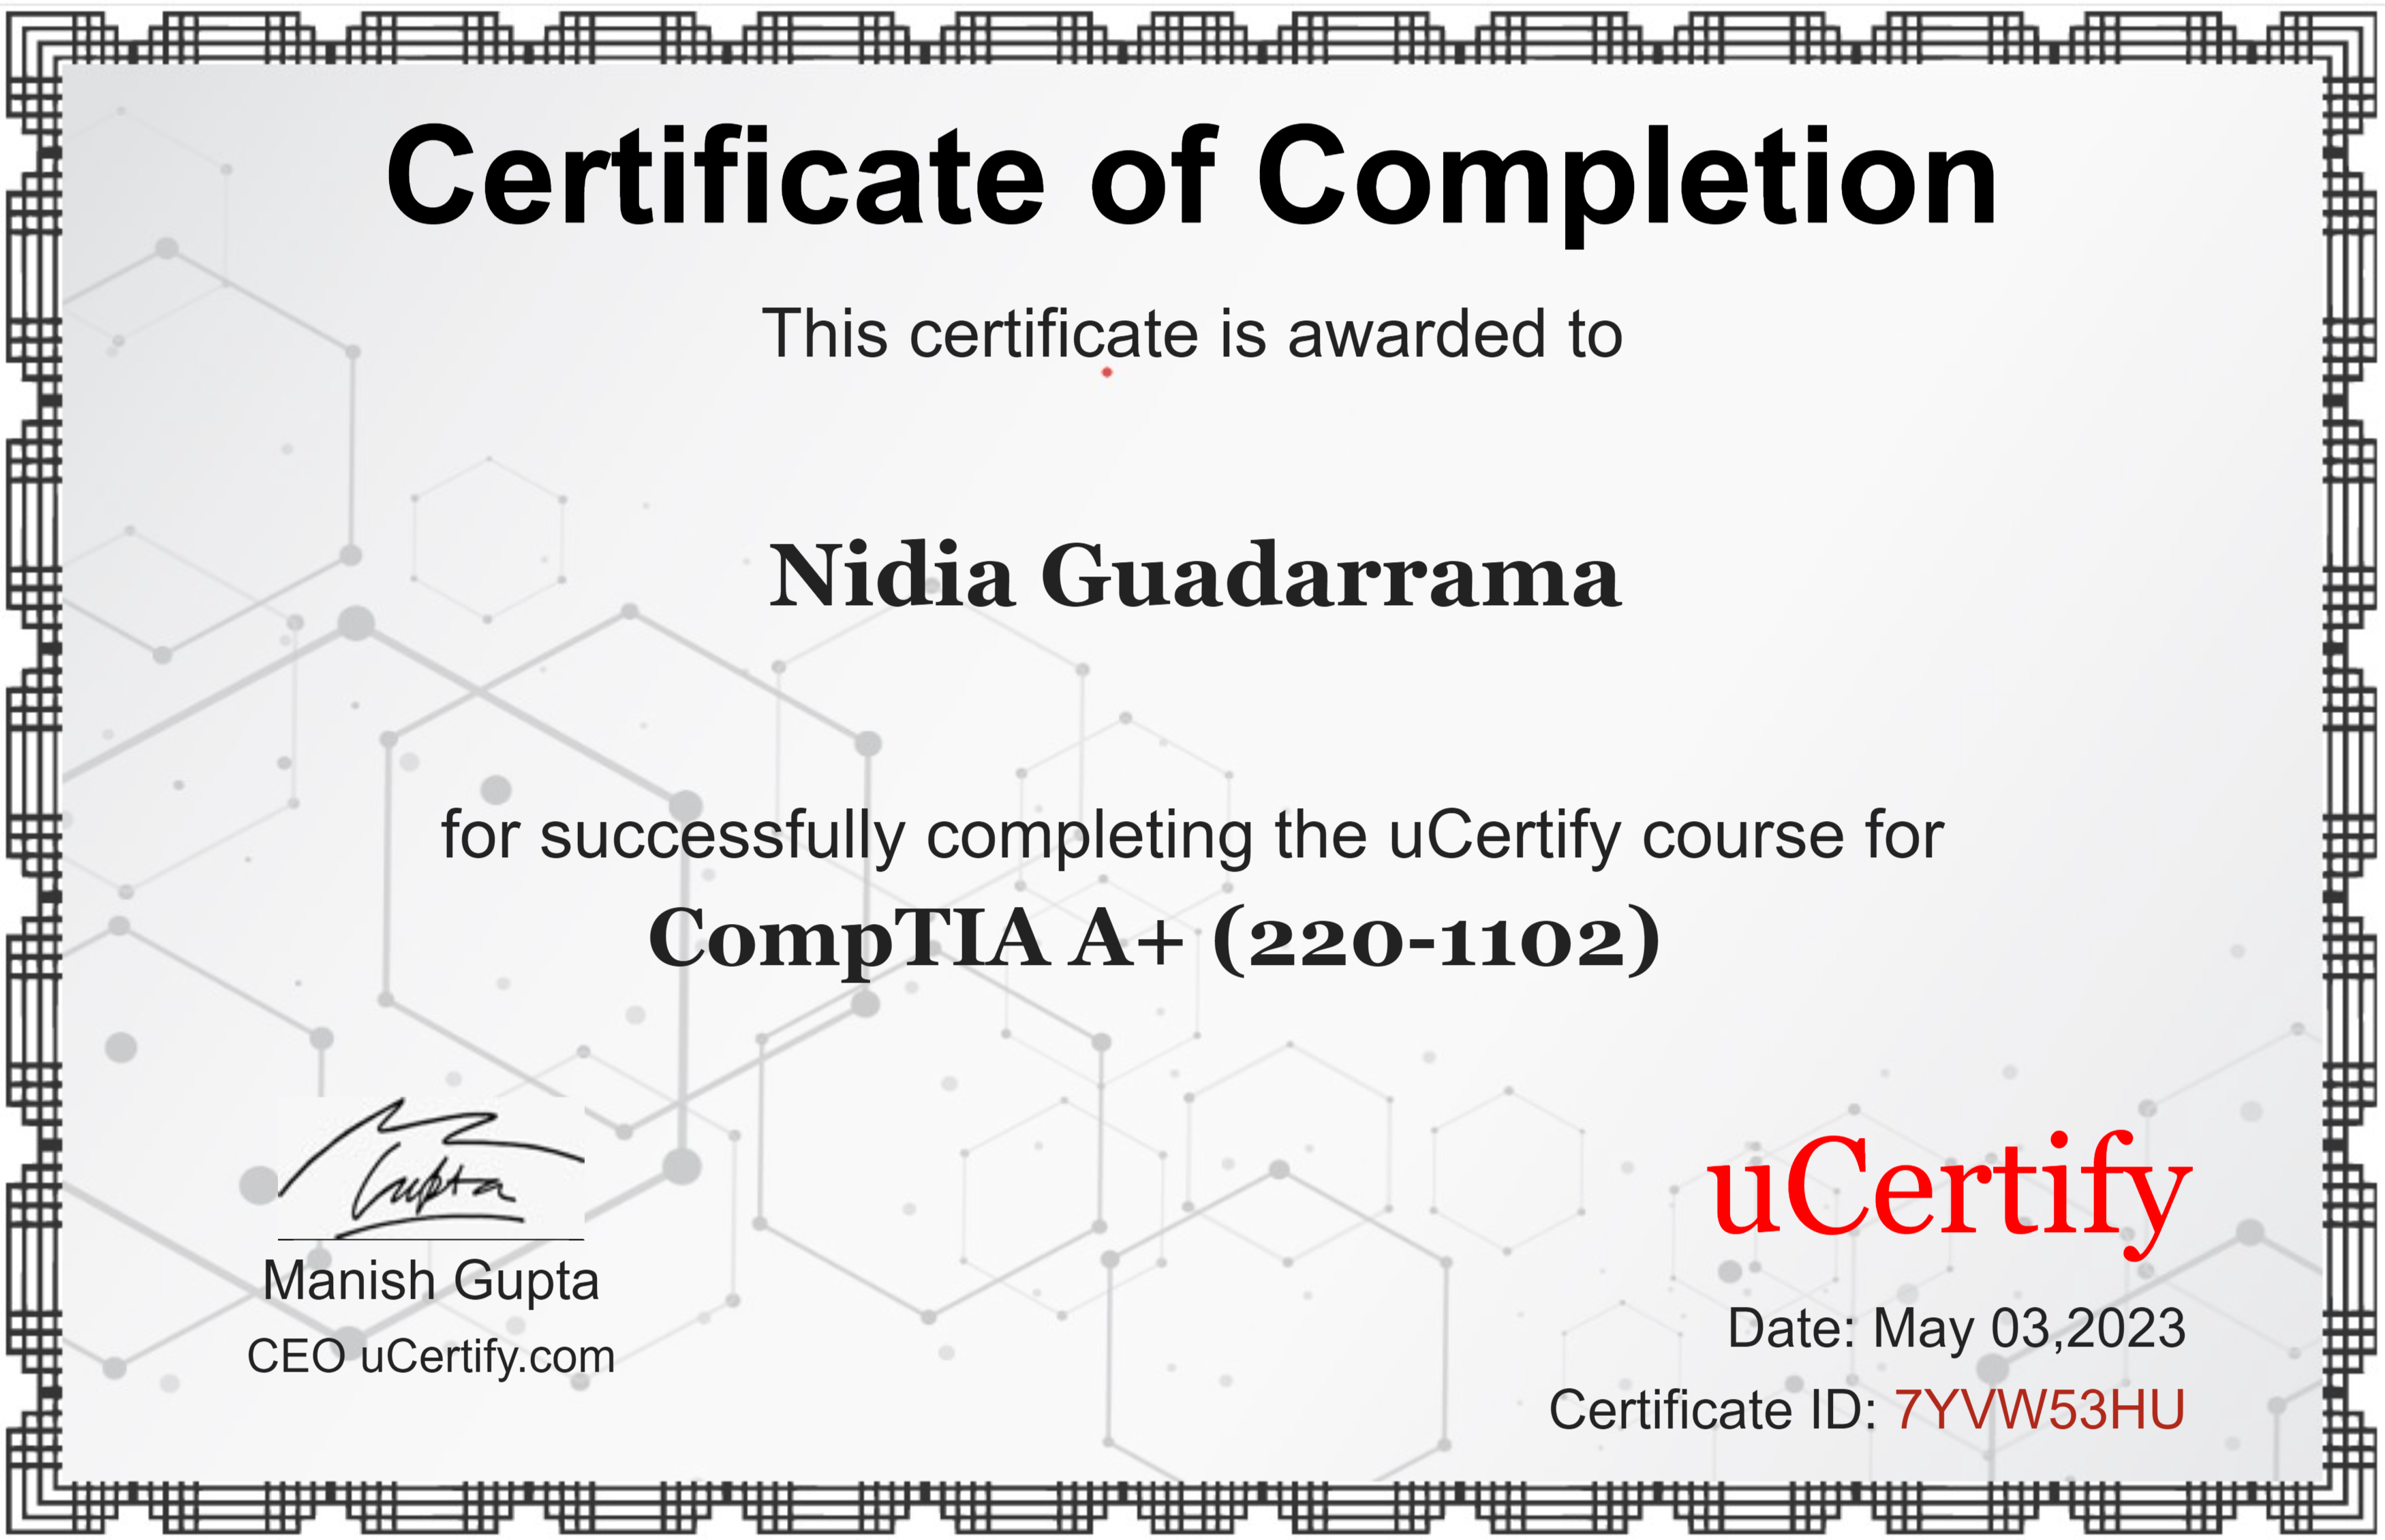 Certificate of Completion
This certificate is awarded to
Nidia Guadarrama
for successfully completing the uCertify course for
CompTIA A+ (220-1102)
Gupta
Manish Gupta
CEO uCertify.com
uCertify
Date: May 03,2023
Certificate ID: 7YVW53HU